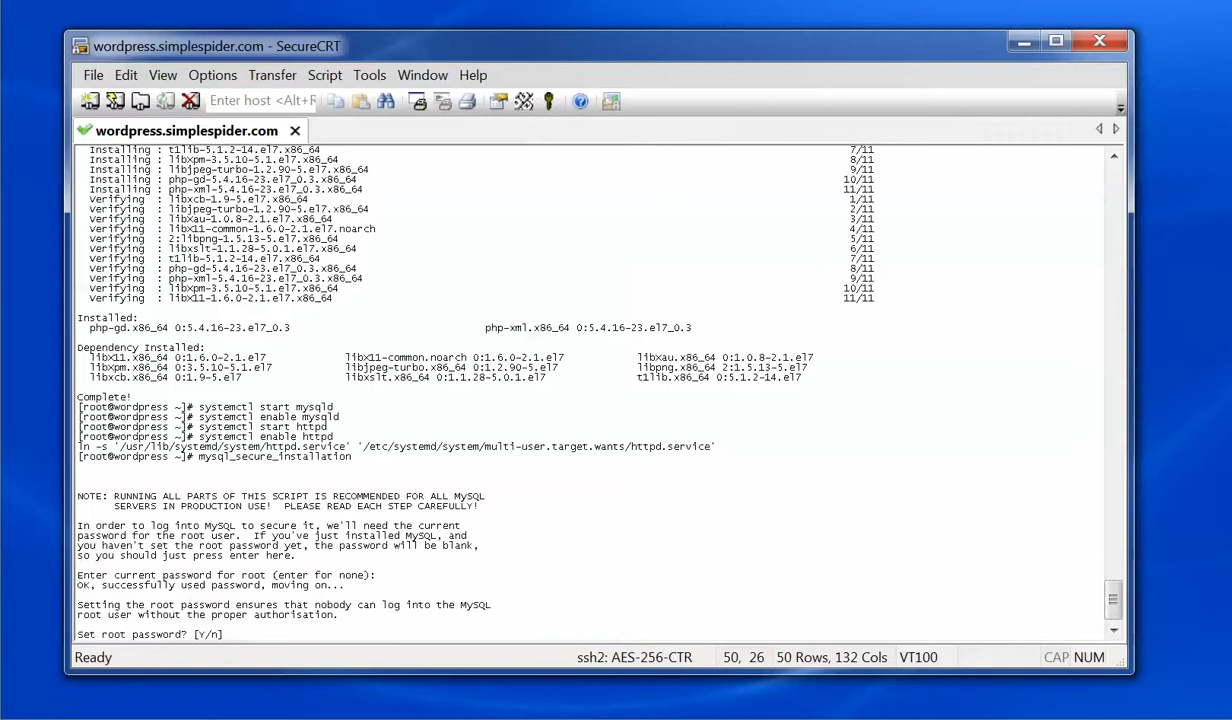 wordpress.simplespider.com - SecureCRT
File Edit View Options Transfer Script Tools Window Help
Enter host <Alt+R
wordpress.simplespider.com
Installing : t1lib-5.1.2-14.el7.x86_64 7/11
Installing : libXpm-3.5.10-5.1.el7.x86_64 8/11
Installing : libjpeg-turbo-1.2.90-5.el7.x86_64 9/11
Installing : php-gd-5.4.16-23.el7_0.3.x86_64 10/11
Installing : php-xml-5.4.16-23.el7_0.3.x86_64 11/11
Verifying : libxcb-1.9-5.el7.x86_64 1/11
Verifying : libjpeg-turbo-1.2.90-5.el7.x86_64 2/11
Verifying : libXau-1.0.8-2.1.el7.x86_64 3/11
Verifying : libX11-common-1.6.0-2.1.el7.noarch 4/11
Verifying : 2:libpng-1.5.13-5.el7.x86_64 5/11
Verifying : libxslt-1.1.28-5.0.1.el7.x86_64 6/11
Verifying : t1lib-5.1.2-14.el7.x86_64 7/11
Verifying : php-gd-5.4.16-23.el7_0.3.x86_64 8/11
Verifying : php-xml-5.4.16-23.el7_0.3.x86_64 9/11
Verifying : libXpm-3.5.10-5.1.el7.x86_64 10/11
Verifying : libX11-1.6.0-2.1.el7.x86_64 11/11
Installed:
php-gd.x86_64 0:5.4.16-23.el7_0.3 php-xml.x86_64 0:5.4.16-23.el7_0.3
Dependency Installed:
libX11.x86_64 0:1.6.0-2.1.el7 libX11-common.noarch 0:1.6.0-2.1.el7 libXau.x86_64 0:1.0.8-2.1.el7
libXpm.x86_64 0:3.5.10-5.1.el7 libjpeg-turbo.x86_64 0:1.2.90-5.el7 libpng.x86_64 2:1.5.13-5.el7
libxcb.x86_64 0:1.9-5.el7 libxslt.x86_64 0:1.1.28-5.0.1.el7 t1lib.x86_64 0:5.1.2-14.el7
Complete!
[root@wordpress ~]# systemctl start mysqld
[root@wordpress ~]# systemctl enable mysqld
[root@wordpress ~]# systemctl start httpd
[root@wordpress ~]# systemctl enable httpd
ln -s '/usr/lib/systemd/system/httpd.service' '/etc/systemd/system/multi-user.target.wants/httpd.service'
[root@wordpress ~]# mysql_secure_installation
NOTE: RUNNING ALL PARTS OF THIS SCRIPT IS RECOMMENDED FOR ALL MySQL
SERVERS IN PRODUCTION USE! PLEASE READ EACH STEP CAREFULLY!
In order to log into MySQL to secure it, we'll need the current
password for the root user. If you've just installed MySQL, and
you haven't set the root password yet, the password will be blank,
so you should just press enter here.
Enter current password for root (enter for none):
OK, successfully used password, moving on...
Setting the root password ensures that nobody can log into the MySQL
root user without the proper authorisation.
Set root password? [Y/n]
Ready ssh2: AES-256-CTR 50, 26 50 Rows, 132 Cols VT100 CAP NUM